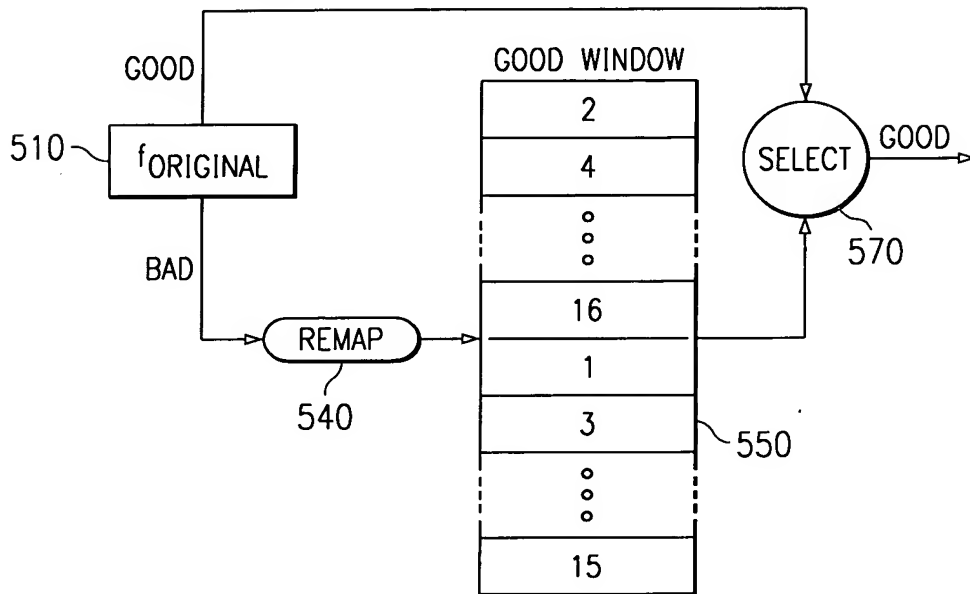 GOOD WINDOW
GOOD
2
510
fORIGINAL
4
SELECT
GOOD
570
BAD
16
REMAP
540
1
3
550
15